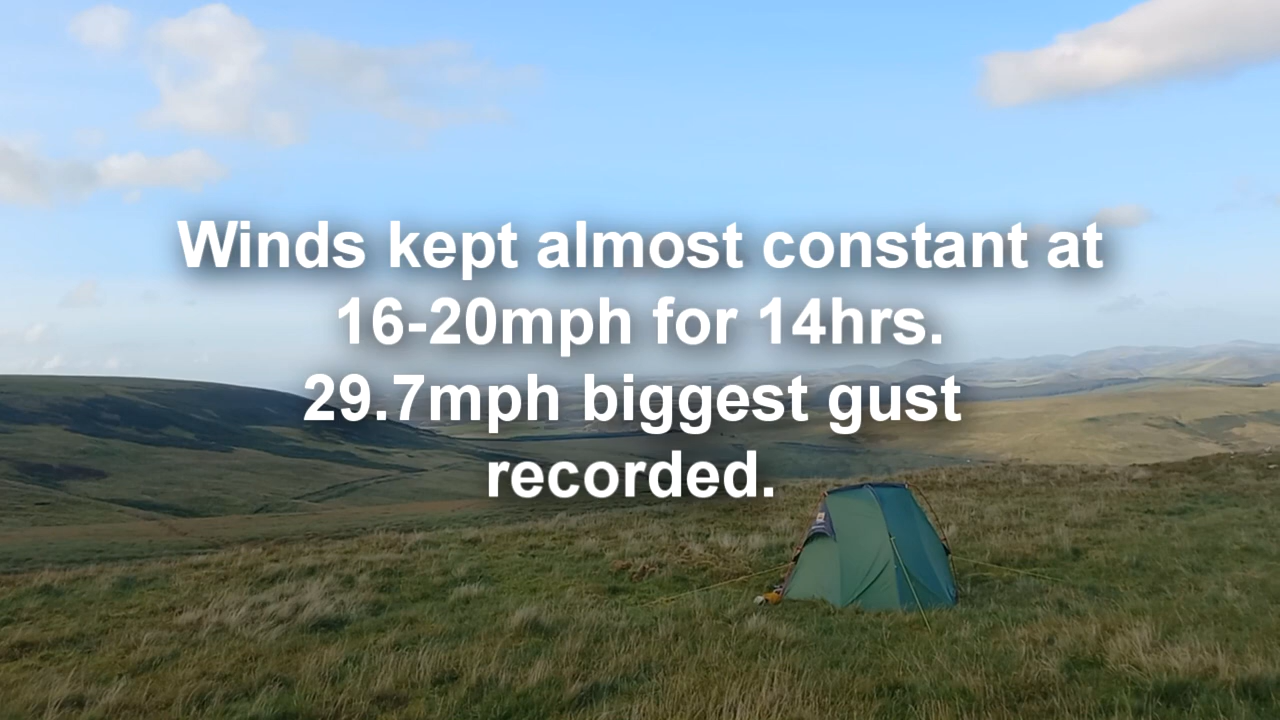 Winds kept almost constant at
16-20mph for 14hrs.
29.7mph biggest gust
recorded.